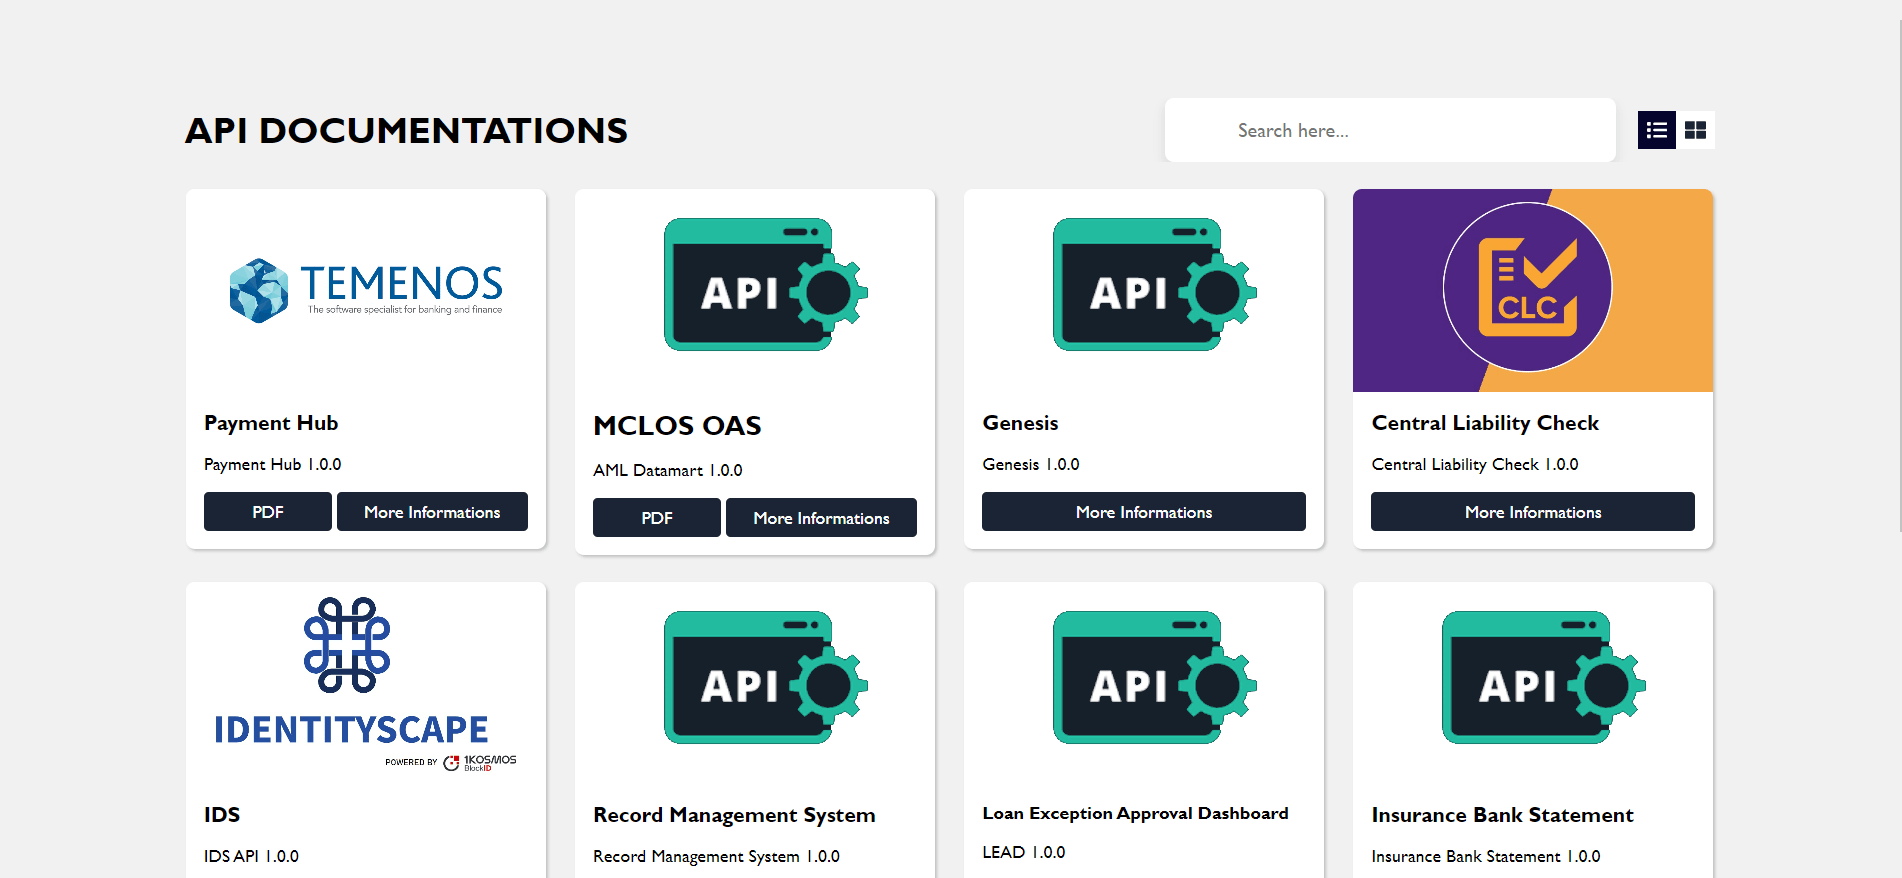 API DOCUMENTATIONS
Search here...
TEMENOS
The software specialist for banking and finance
API
API
CLC
Payment Hub
MCLOS OAS
Genesis
Central Liability Check
Payment Hub 1.0.0
AML Datamart 1.0.0
Genesis 1.0.0
Central Liability Check 1.0.0
PDF
More Informations
PDF
More Informations
More Informations
More Informations
IDENTITYSCAPE
POWERED BY 1KOSMOS
BlockID
API
API
API
IDS
Record Management System
Loan Exception Approval Dashboard
Insurance Bank Statement
IDS API 1.0.0
Record Management System 1.0.0
LEAD 1.0.0
Insurance Bank Statement 1.0.0